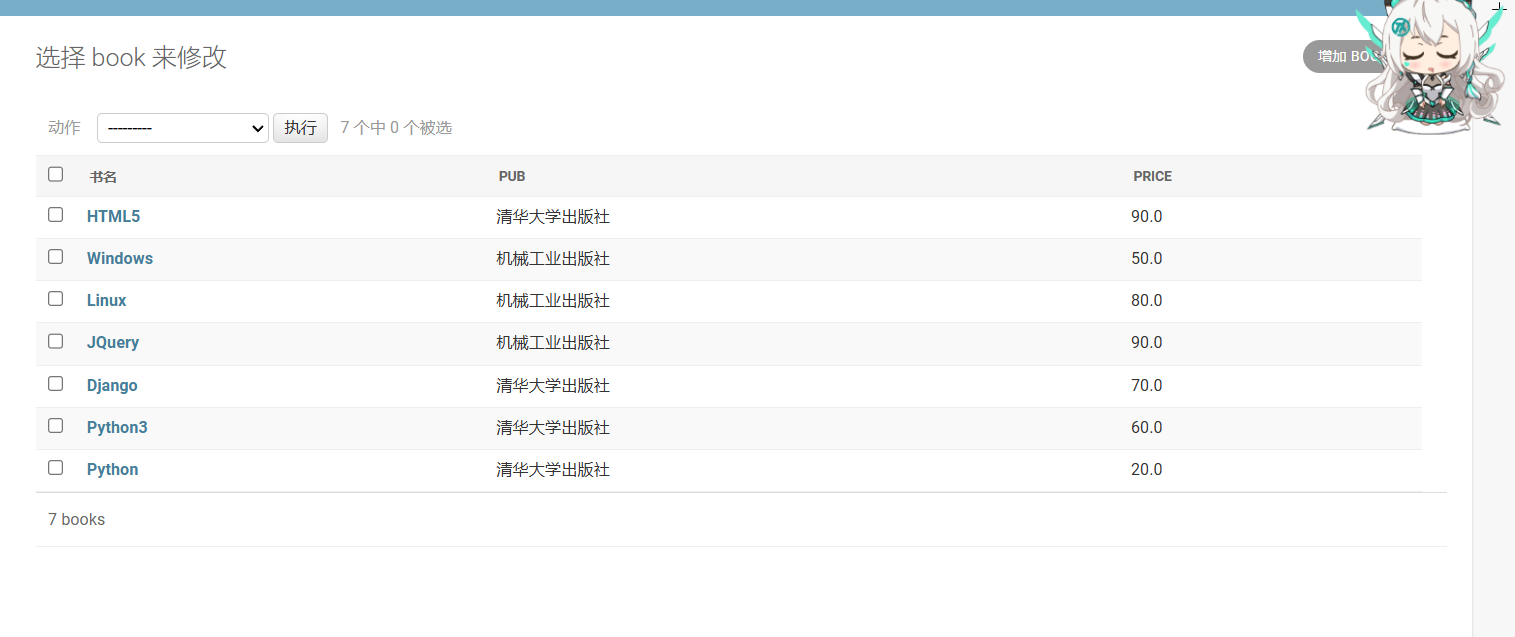 选择 book 来修改
增加
动作 --------- 执行 7 个中 0 个被选
书名 PUB PRICE
HTML5 清华大学出版社 90.0
Windows 机械工业出版社 50.0
Linux 机械工业出版社 80.0
JQuery 机械工业出版社 90.0
Django 清华大学出版社 70.0
Python3 清华大学出版社 60.0
Python 清华大学出版社 20.0
7 books